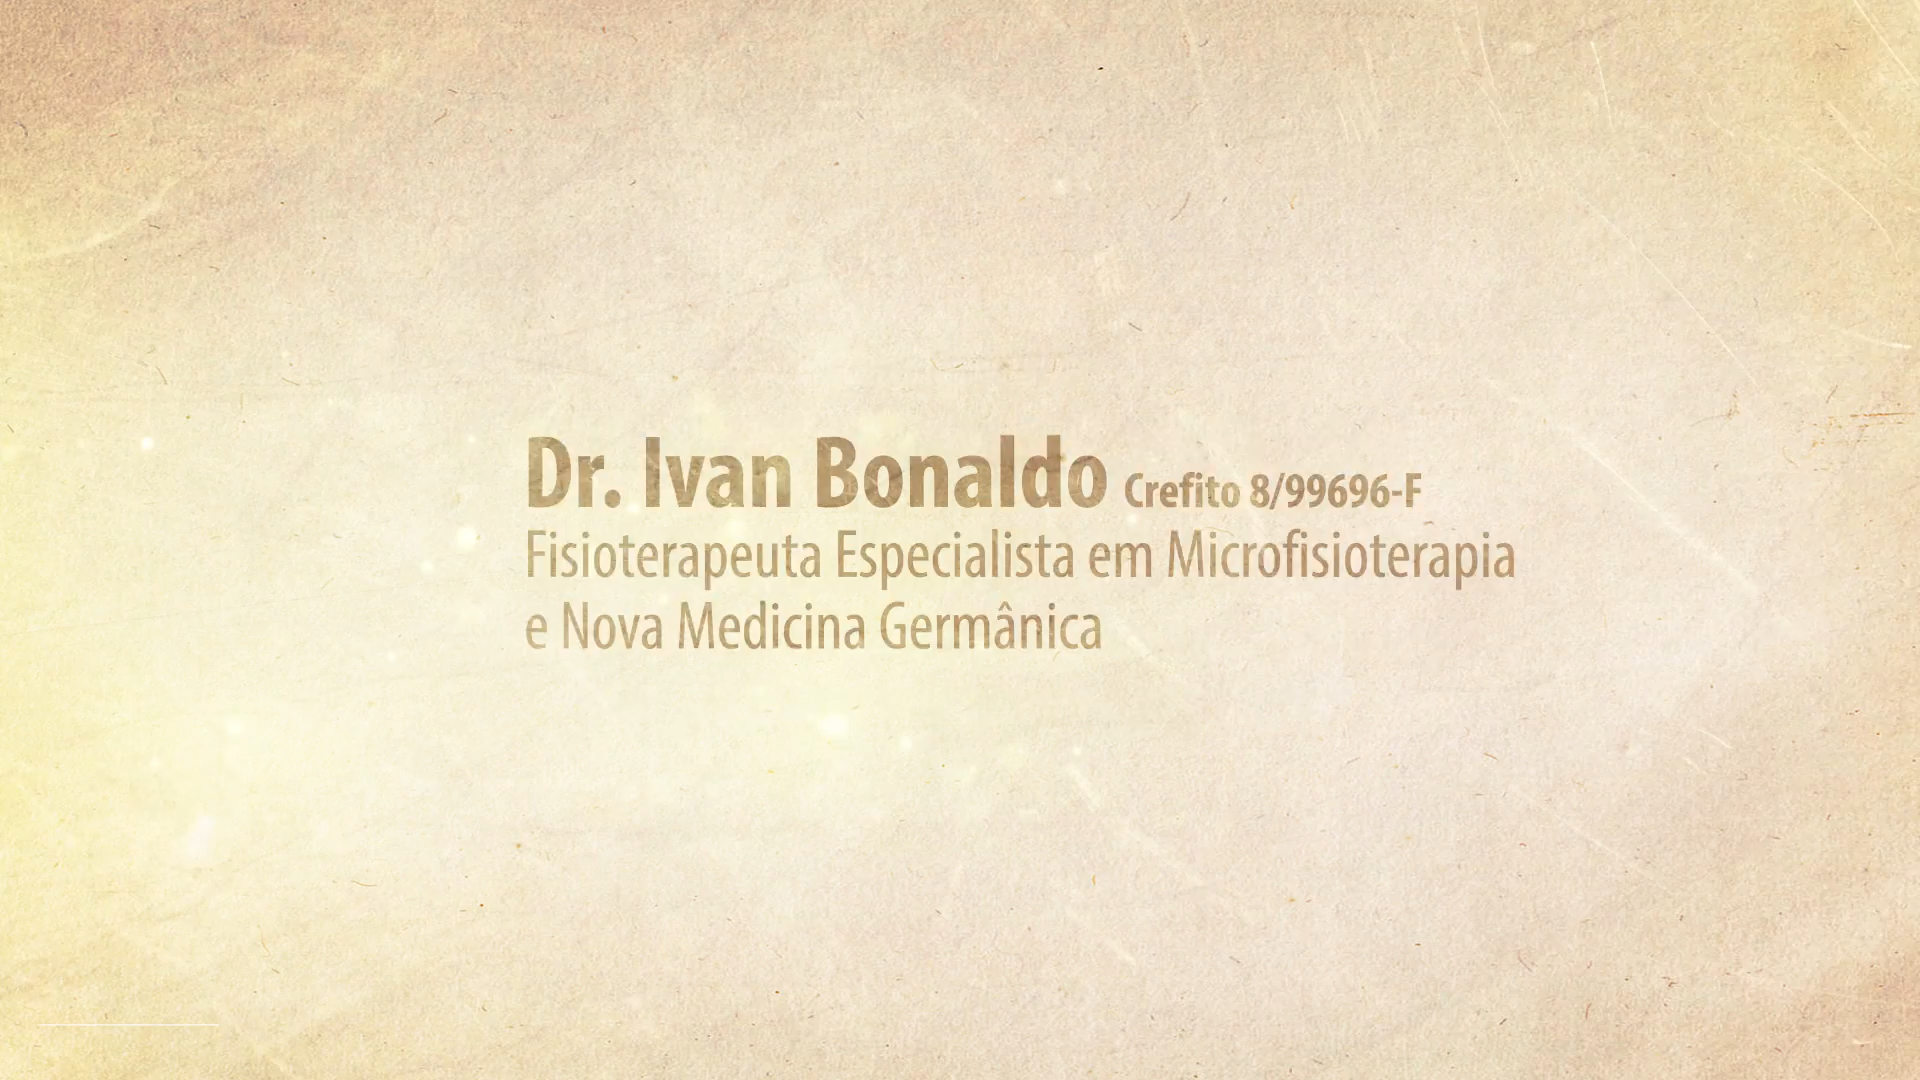 Dr. Ivan Bonaldo Crefito 8/99696-F
Fisioterapeuta Especialista em Microfisioterapia
e Nova Medicina Germânica